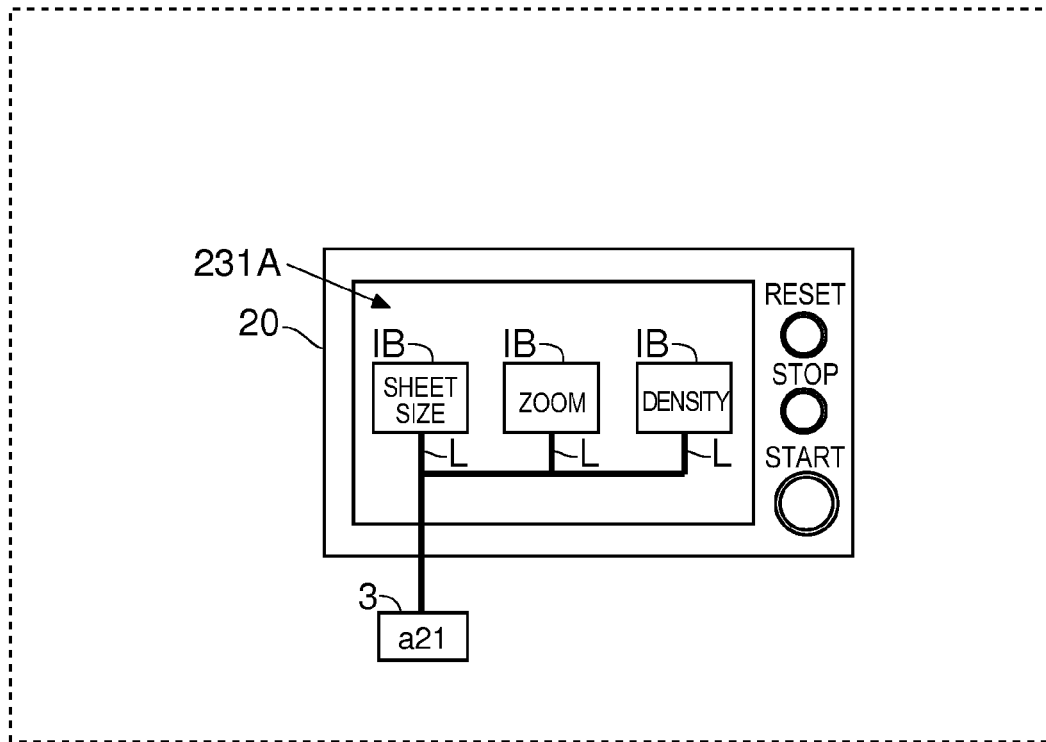 231A
RESET
20
IB IB IB
SHEET
SIZE
ZOOM
DENSITY
STOP
L L L
START
3
a21